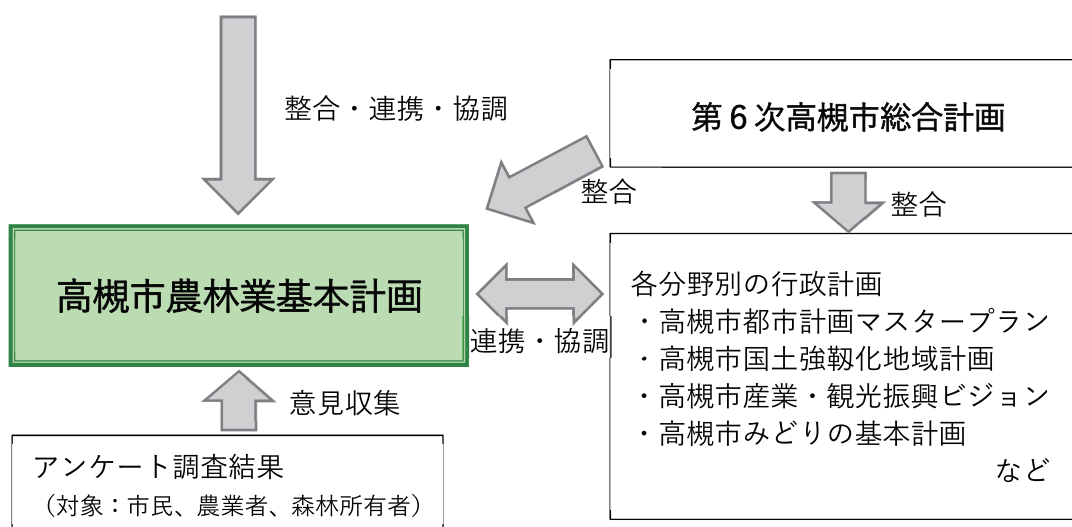 整合・連携・協調
第6次高槻市総合計画
整合
整合
高槻市農林業基本計画
連携・協調
各分野別の行政計画
・高槻市都市計画マスタープラン
・高槻市国土強靱化地域計画
・高槻市産業・観光振興ビジョン
・高槻市みどりの基本計画
など
意見収集
アンケート調査結果
（対象：市民、農業者、森林所有者）